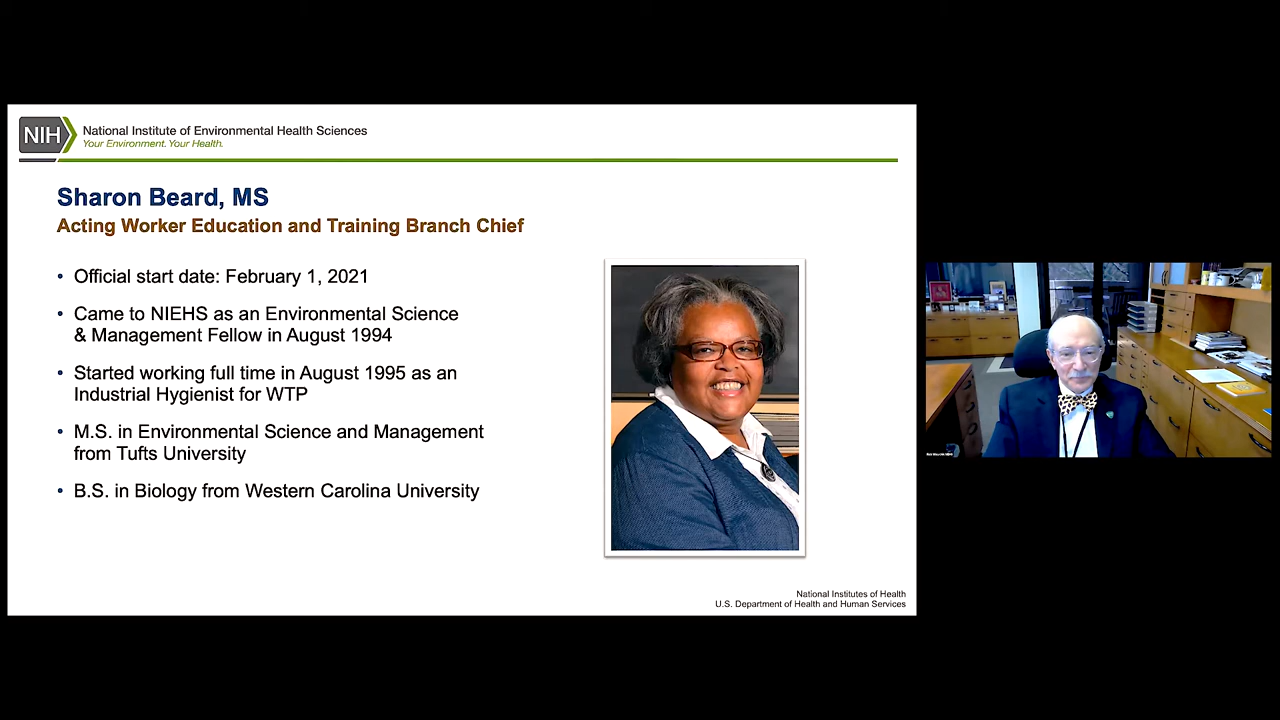 NIH
National Institute of Environmental Health Sciences
Your Environment. Your Health.
Sharon Beard, MS
Acting Worker Education and Training Branch Chief
• Official start date: February 1, 2021
• Came to NIEHS as an Environmental Science
& Management Fellow in August 1994
• Started working full time in August 1995 as an
Industrial Hygienist for WTP
• M.S. in Environmental Science and Management
from Tufts University
• B.S. in Biology from Western Carolina University
National Institutes of Health
U.S. Department of Health and Human Services